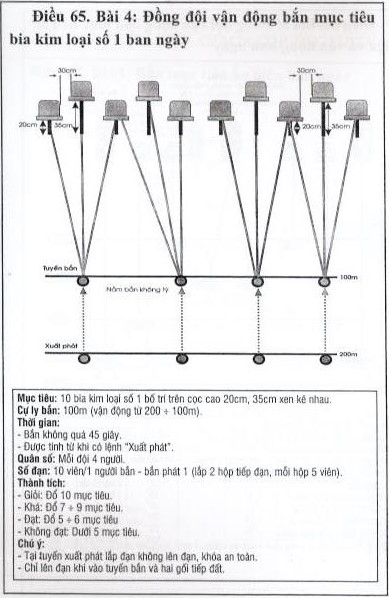 Điều 65. Bài 4: Đồng đội vận động bắn mục tiêu
bia kim loại số 1 ban ngày
30cm
30cm
20cm
35cm
20cm
35cm
Tuyến bắn
100m
Nằm bắn không tỳ
Xuất phát
200m
Mục tiêu: 10 bia kim loại số 1 bố trí trên cọc cao 20cm, 35cm xen kẽ nhau.
Cự ly bắn: 100m (vận động từ 200 ÷ 100m).
Thời gian:
- Bắn không quá 45 giây.
- Được tính từ khi có lệnh "Xuất phát".
Quân số: Mỗi đội 4 người.
Số đạn: 10 viên/1 người bắn - bắn phát 1 (lắp 2 hộp tiếp đạn, mỗi hộp 5 viên).
Thành tích:
- Giỏi: Đổ 10 mục tiêu.
- Khá: Đổ 7 ÷ 9 mục tiêu.
- Đạt: Đổ 5 ÷ 6 mục tiêu
- Không đạt: Dưới 5 mục tiêu.
Chú ý:
- Tại tuyến xuất phát lắp đạn không lên đạn, khóa an toàn.
- Chỉ lên đạn khi vào tuyến bắn và hai gối tiếp đất.